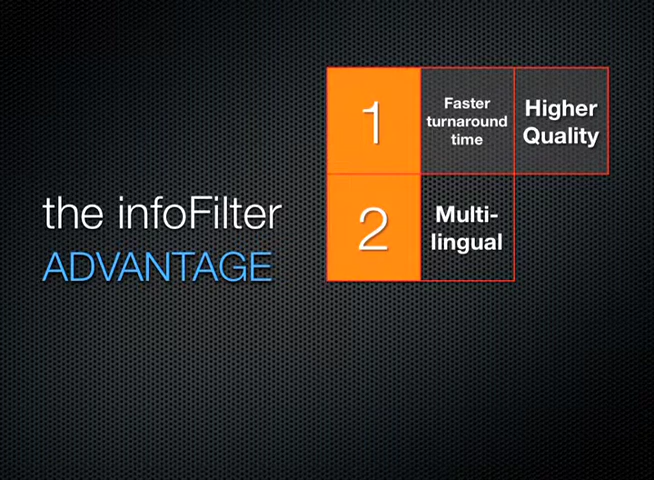 the infoFilter
ADVANTAGE
1
Faster
turnaround
time
Higher
Quality
2
Multi-
lingual